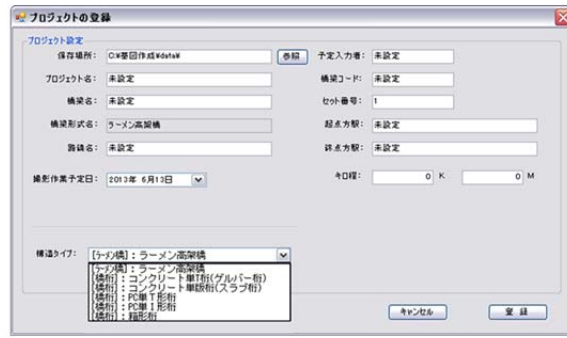 プロジェクトの登録
プロジェクト設定
保存場所: C:¥基図作成¥data¥ 参照 予定入力者: 未設定
プロジェクト名: 未設定 橋梁コード: 未設定
橋梁名: 未設定 セット番号: 1
橋梁形式名: ラーメン高架橋 起点方駅: 未設定
路線名: 未設定 終点方駅: 未設定
撮影作業予定日: 2013年 6月13日 キロ程: 0 K 0 M
構造タイプ: [ラーメン橋]:ラーメン高架橋
[ラーメン橋]:ラーメン高架橋
[橋桁]:コンクリート単T桁(ゲルバー桁)
[橋桁]:コンクリート単版桁(スラブ桁)
[橋桁]:PC単T形桁
[橋桁]:PC単I形桁
[橋桁]:箱形桁
キャンセル 登録